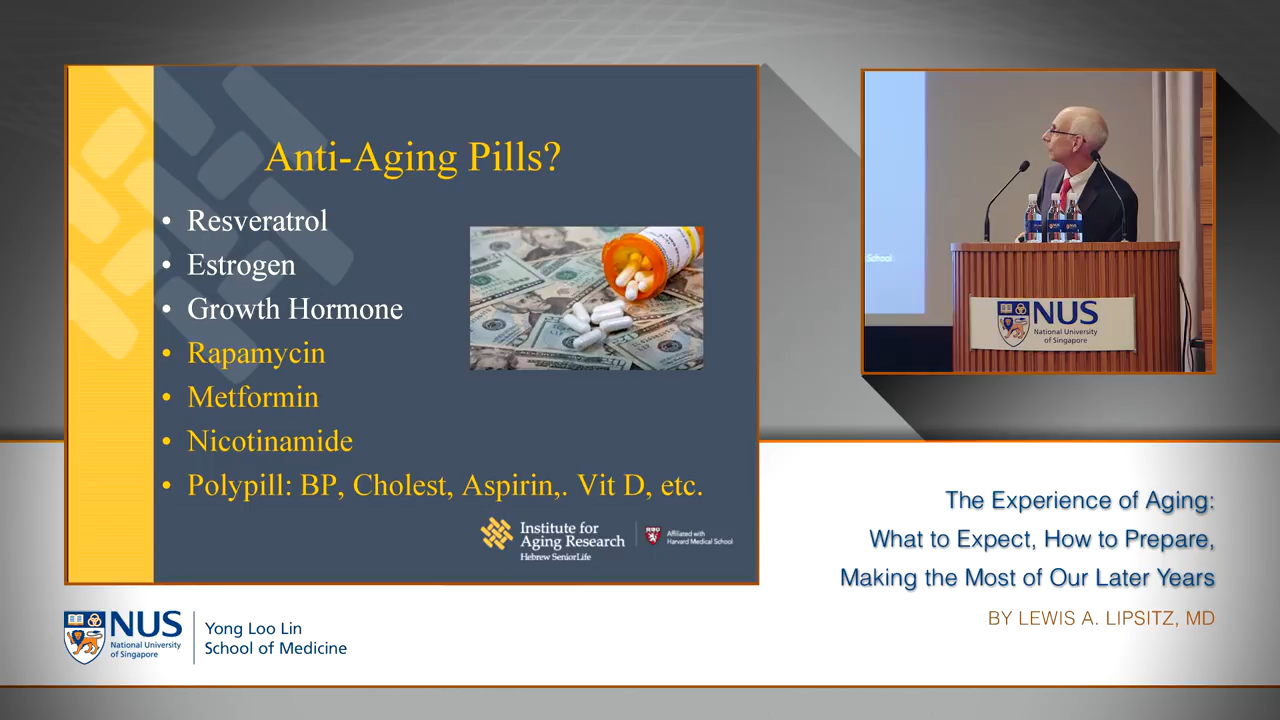 Anti-Aging Pills?
• Resveratrol
• Estrogen
• Growth Hormone
• Rapamycin
• Metformin
• Nicotinamide
• Polypill: BP, Cholest, Aspirin,. Vit D, etc.
Institute for
Aging Research
Hebrew SeniorLife
Affiliated with
Harvard Medical School
School
NUS
National University
of Singapore
The Experience of Aging:
What to Expect, How to Prepare,
Making the Most of Our Later Years
BY LEWIS A. LIPSITZ, MD
NUS
National University
of Singapore
Yong Loo Lin
School of Medicine